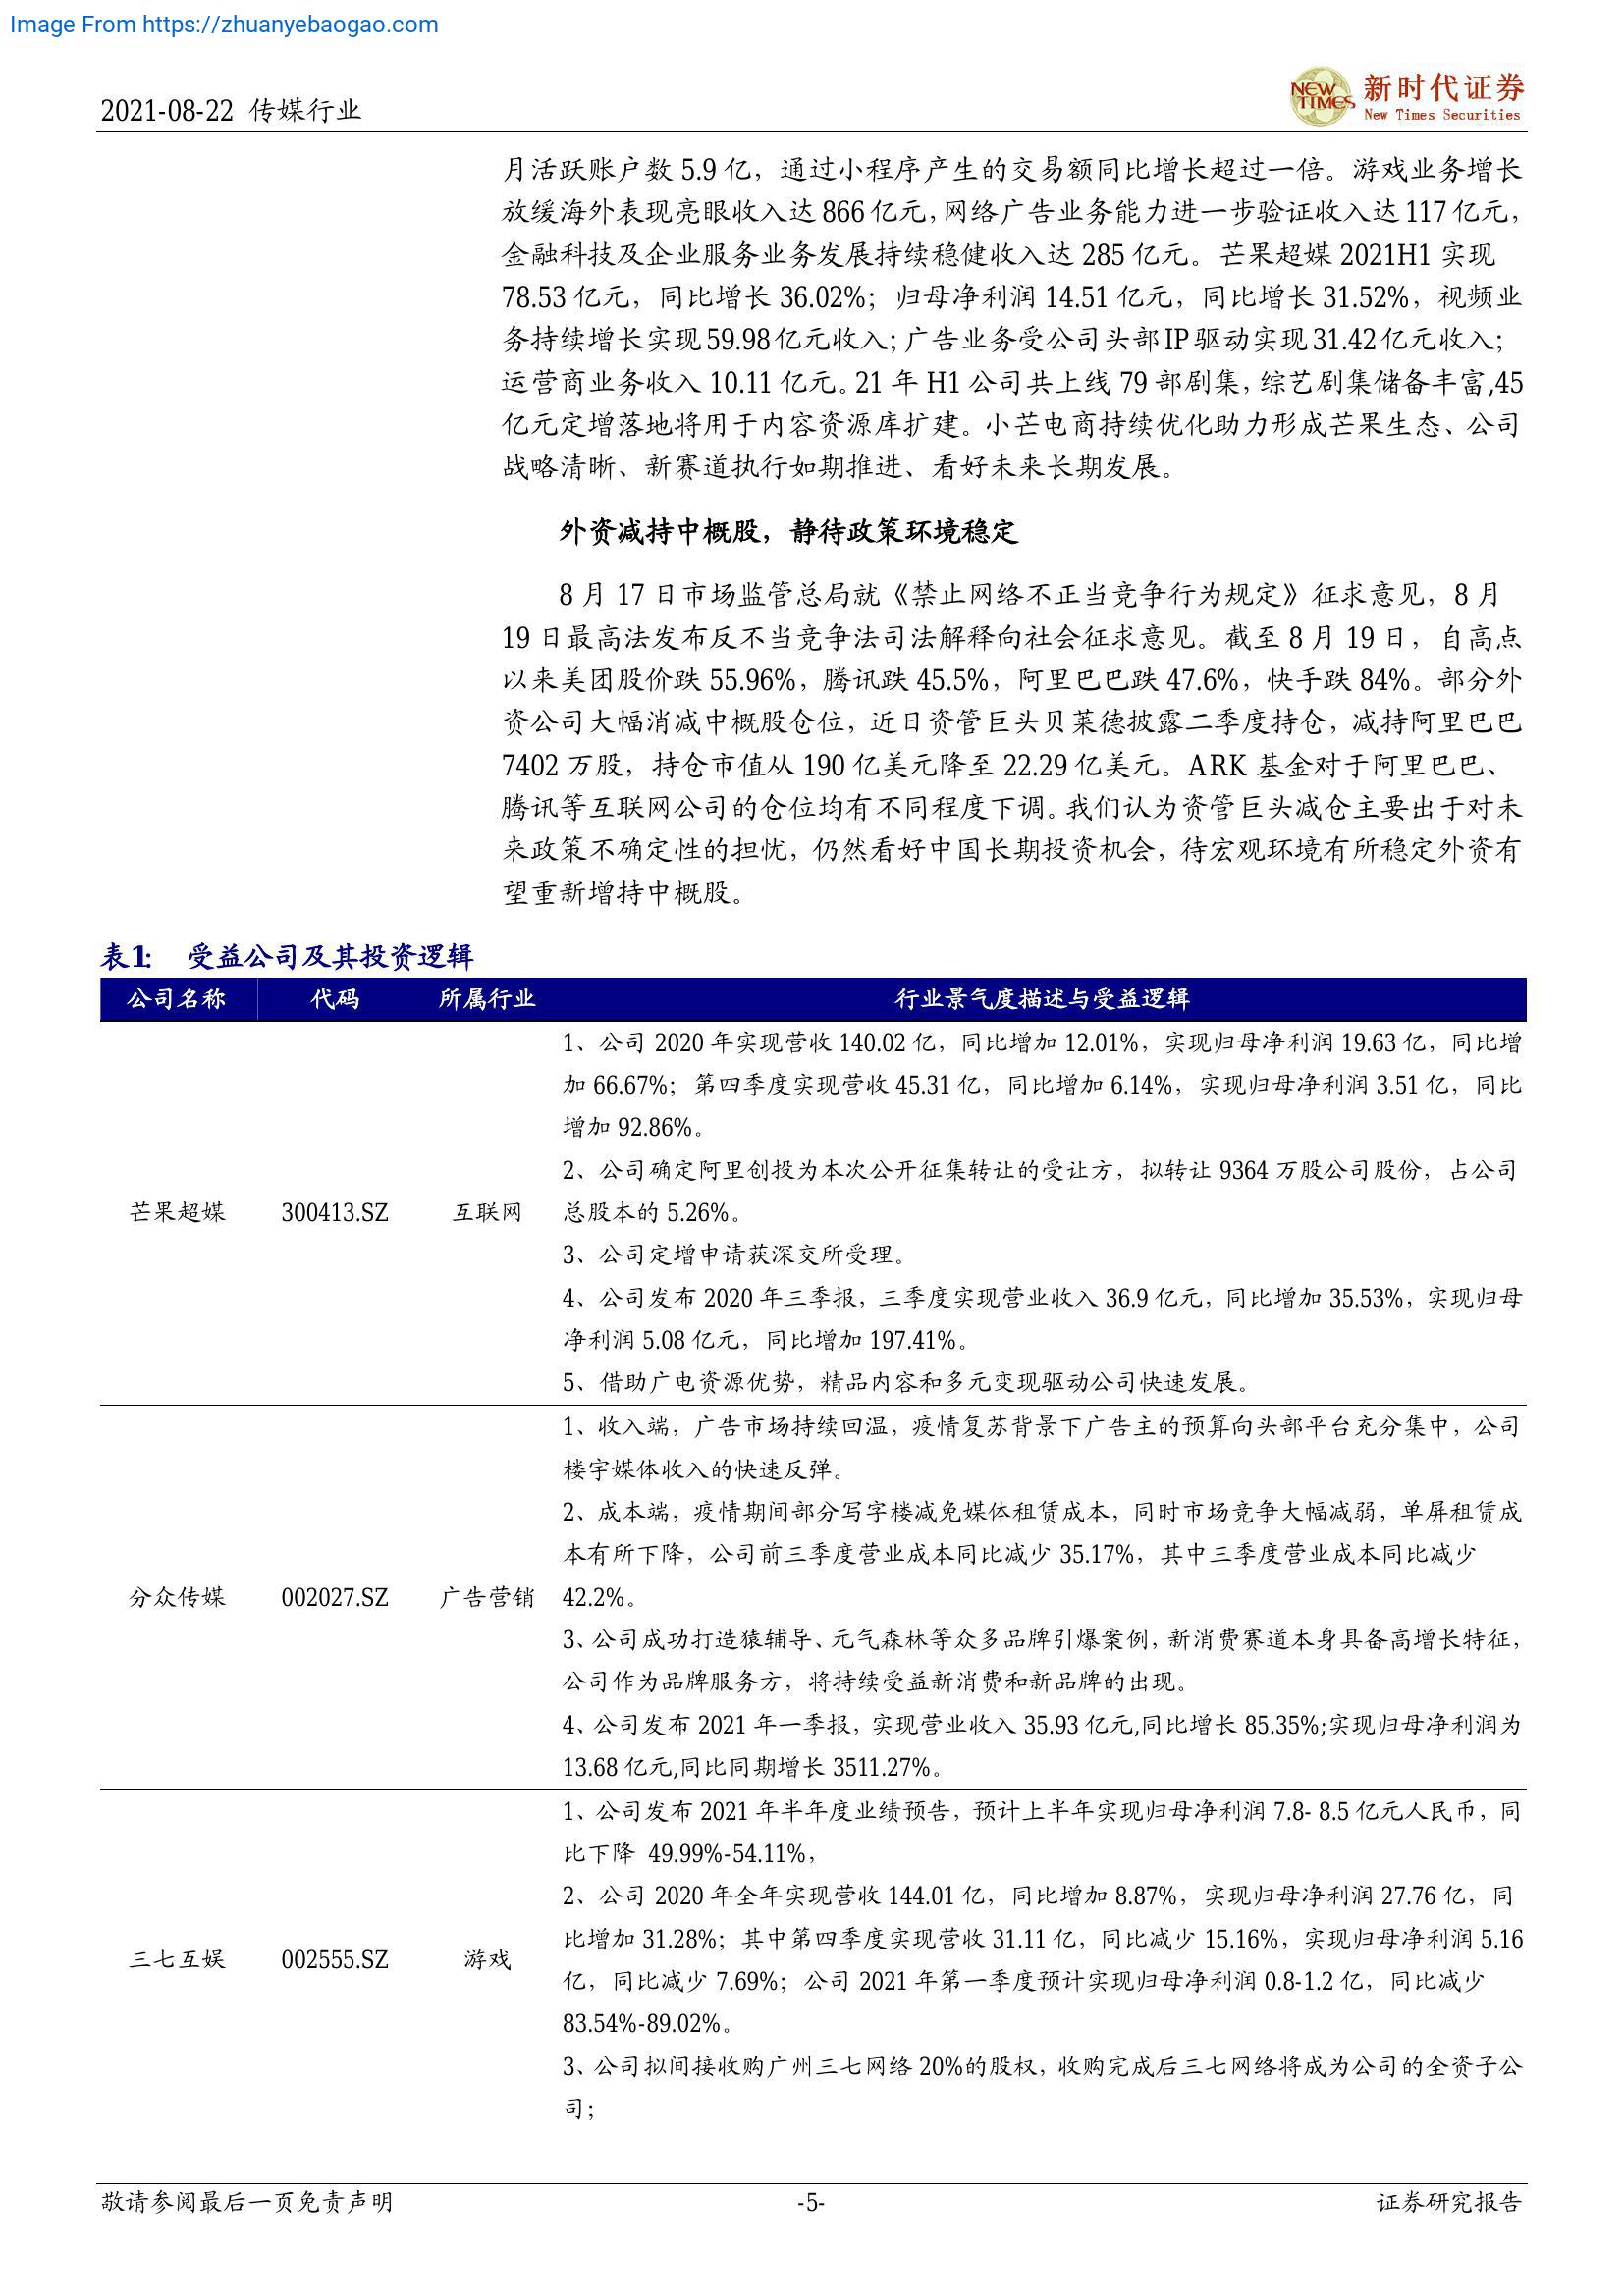 Image From https://zhuanyebaogao.com
2021-08-22 传媒行业
NEW TIMES
新时代证券
New Times Securities
月活跃账户数 5.9 亿，通过小程序产生的交易额同比增长超过一倍。游戏业务增长
放缓海外表现亮眼收入达 866 亿元，网络广告业务能力进一步验证收入达 117 亿元，
金融科技及企业服务业务发展持续稳健收入达 285 亿元。芒果超媒 2021H1 实现
78.53 亿元，同比增长 36.02%；归母净利润 14.51 亿元，同比增长 31.52%，视频业
务持续增长实现 59.98 亿元收入；广告业务受公司头部 IP 驱动实现 31.42 亿元收入；
运营商业务收入 10.11 亿元。21 年 H1 公司共上线 79 部剧集，综艺剧集储备丰富,45
亿元定增落地将用于内容资源库扩建。小芒电商持续优化助力形成芒果生态、公司
战略清晰、新赛道执行如期推进、看好未来长期发展。
外资减持中概股，静待政策环境稳定
8 月 17 日市场监管总局就《禁止网络不正当竞争行为规定》征求意见，8 月
19 日最高法发布反不当竞争法司法解释向社会征求意见。截至 8 月 19 日，自高点
以来美团股价跌 55.96%，腾讯跌 45.5%，阿里巴巴跌 47.6%，快手跌 84%。部分外
资公司大幅消减中概股仓位，近日资管巨头贝莱德披露二季度持仓，减持阿里巴巴
7402 万股，持仓市值从 190 亿美元降至 22.29 亿美元。ARK 基金对于阿里巴巴、
腾讯等互联网公司的仓位均有不同程度下调。我们认为资管巨头减仓主要出于对未
来政策不确定性的担忧，仍然看好中国长期投资机会，待宏观环境有所稳定外资有
望重新增持中概股。
表1: 受益公司及其投资逻辑
公司名称 代码 所属行业 行业景气度描述与受益逻辑
1、公司 2020 年实现营收 140.02 亿，同比增加 12.01%，实现归母净利润 19.63 亿，同比增
加 66.67%；第四季度实现营收 45.31 亿，同比增加 6.14%，实现归母净利润 3.51 亿，同比
增加 92.86%。
2、公司确定阿里创投为本次公开征集转让的受让方，拟转让 9364 万股公司股份，占公司
芒果超媒 300413.SZ 互联网 总股本的 5.26%。
3、公司定增申请获深交所受理。
4、公司发布 2020 年三季报，三季度实现营业收入 36.9 亿元，同比增加 35.53%，实现归母
净利润 5.08 亿元，同比增加 197.41%。
5、借助广电资源优势，精品内容和多元变现驱动公司快速发展。
1、收入端，广告市场持续回温，疫情复苏背景下广告主的预算向头部平台充分集中，公司
楼宇媒体收入的快速反弹。
2、成本端，疫情期间部分写字楼减免媒体租赁成本，同时市场竞争大幅减弱，单屏租赁成
本有所下降，公司前三季度营业成本同比减少 35.17%，其中三季度营业成本同比减少
分众传媒 002027.SZ 广告营销 42.2%。
3、公司成功打造猿辅导、元气森林等众多品牌引爆案例，新消费赛道本身具备高增长特征，
公司作为品牌服务方，将持续受益新消费和新品牌的出现。
4、公司发布 2021 年一季报，实现营业收入 35.93 亿元,同比增长 85.35%;实现归母净利润为
13.68 亿元,同比同期增长 3511.27%。
1、公司发布 2021 年半年度业绩预告，预计上半年实现归母净利润 7.8- 8.5 亿元人民币，同
比下降 49.99%-54.11%，
2、公司 2020 年全年实现营收 144.01 亿，同比增加 8.87%，实现归母净利润 27.76 亿，同
比增加 31.28%；其中第四季度实现营收 31.11 亿，同比减少 15.16%，实现归母净利润 5.16
三七互娱 002555.SZ 游戏
亿，同比减少 7.69%；公司 2021 年第一季度预计实现归母净利润 0.8-1.2 亿，同比减少
83.54%-89.02%。
3、公司拟间接收购广州三七网络 20%的股权，收购完成后三七网络将成为公司的全资子公
司；
敬请参阅最后一页免责声明 -5- 证券研究报告